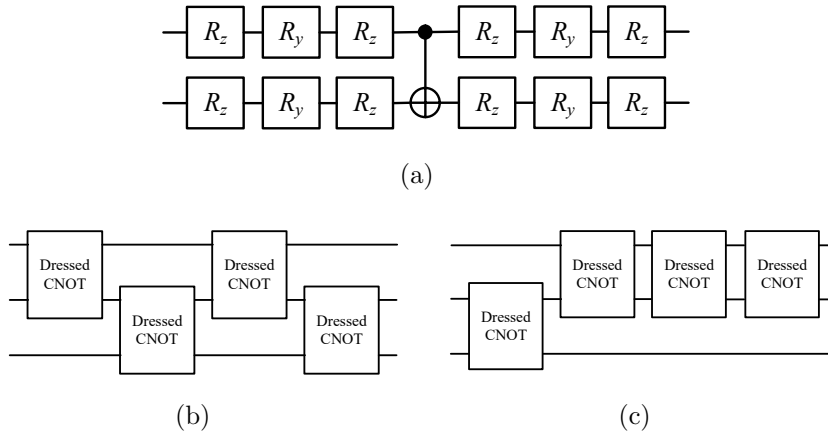 R_z R_y R_z R_z R_y R_z
R_z R_y R_z R_z R_y R_z
(a)
Dressed CNOT Dressed CNOT
Dressed CNOT Dressed CNOT
(b)
Dressed CNOT Dressed CNOT Dressed CNOT
Dressed CNOT
(c)